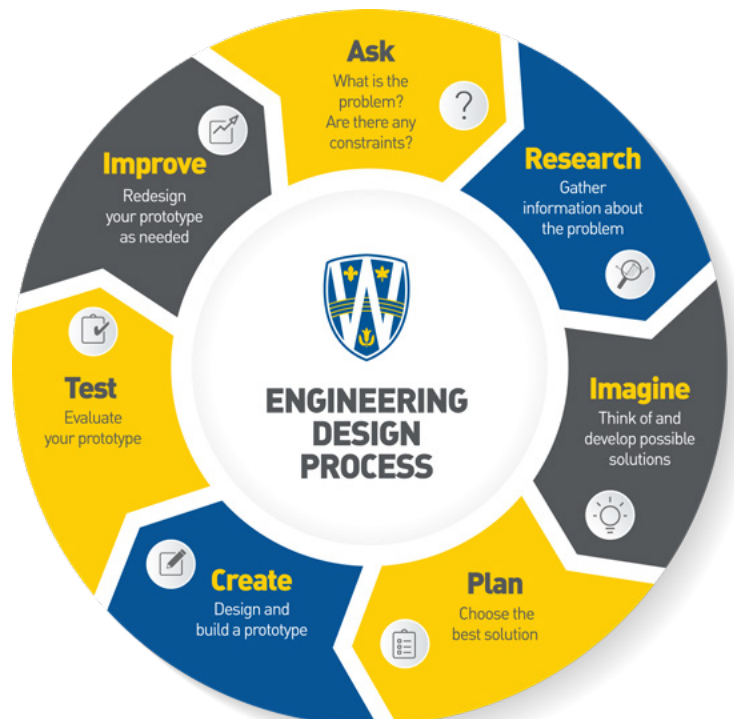 Ask
What is the
problem?
Are there any
constraints?
?
Research
Gather
information about
the problem
Imagine
Think of and
develop possible
solutions
Plan
Choose the
best solution
Create
Design and
build a prototype
Test
Evaluate
your prototype
Improve
Redesign
your prototype
as needed
W
ENGINEERING
DESIGN
PROCESS